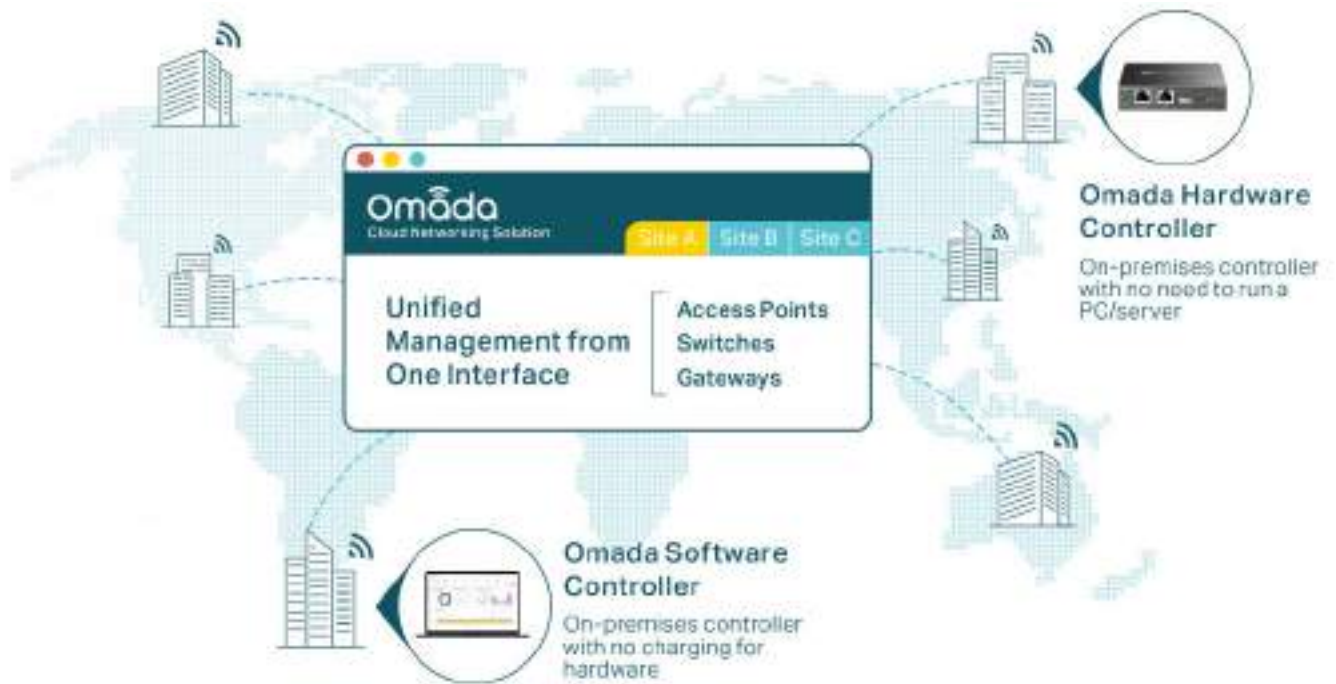 Omada
Cloud Networking Solution
Site A
Site B
Site C
Unified
Management from
One Interface
Access Points
Switches
Gateways
Omada Hardware
Controller
On-premises controller
with no need to run a
PC/server
Omada Software
Controller
On-premises controller
with no charging for
hardware